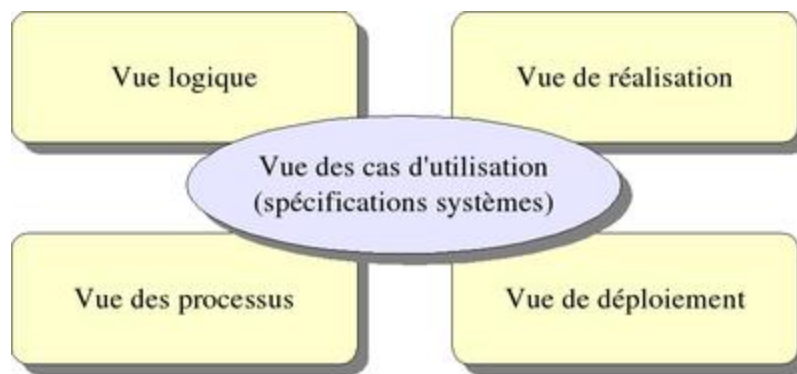 Vue logique
Vue de réalisation
Vue des cas d'utilisation
(spécifications systèmes)
Vue des processus
Vue de déploiement